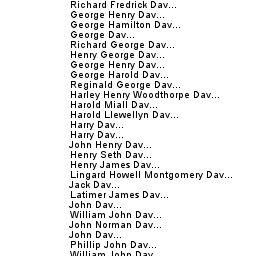 Richard Fredrick Dav...
George Henry Dav...
George Hamilton Dav...
George Dav...
Richard George Dav...
Henry George Dav...
George Henry Dav...
George Harold Dav...
Reginald George Dav...
Harley Henry Woodthorpe Dav...
Harold Miall Dav...
Harold Llewellyn Dav...
Harry Dav...
Harry Dav...
John Henry Dav...
Henry Seth Dav...
Henry James Dav...
Lingard Howell Montgomery Dav...
Jack Dav...
Latimer James Dav...
John Dav...
William John Dav...
John Norman Dav...
John Dav...
Phillip John Dav...
William John Dav...